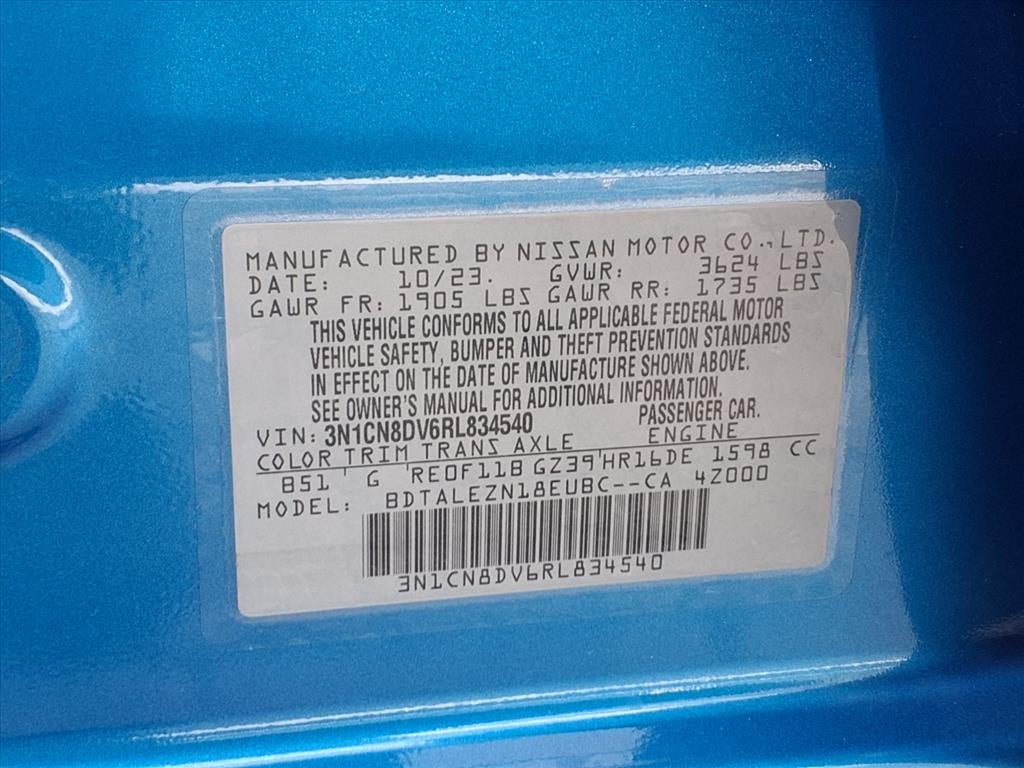 MANUFACTURED BY NISSAN MOTOR CO., LTD.
DATE: 10/23. GVWR: 3624 LBS
GAWR FR: 1905 LBS GAWR RR: 1735 LBS
THIS VEHICLE CONFORMS TO ALL APPLICABLE FEDERAL MOTOR
VEHICLE SAFETY, BUMPER AND THEFT PREVENTION STANDARDS
IN EFFECT ON THE DATE OF MANUFACTURE SHOWN ABOVE.
SEE OWNER'S MANUAL FOR ADDITIONAL INFORMATION.
VIN: 3N1CN8DV6RL834540 PASSENGER CAR.
COLOR TRIM TRANS AXLE ENGINE
B51 ' G 'RE0F11B GZ39'HR16DE 1598 CC
MODEL: BDTALEZN18EUBC--CA 4Z000
3N1CN8DV6RL834540